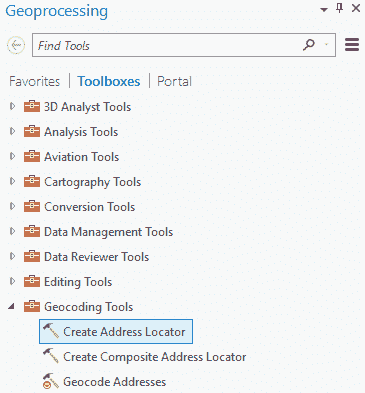 Geoprocessing
Find Tools
Favorites Toolboxes Portal
3D Analyst Tools
Analysis Tools
Aviation Tools
Cartography Tools
Conversion Tools
Data Management Tools
Data Reviewer Tools
Editing Tools
Geocoding Tools
Create Address Locator
Create Composite Address Locator
Geocode Addresses